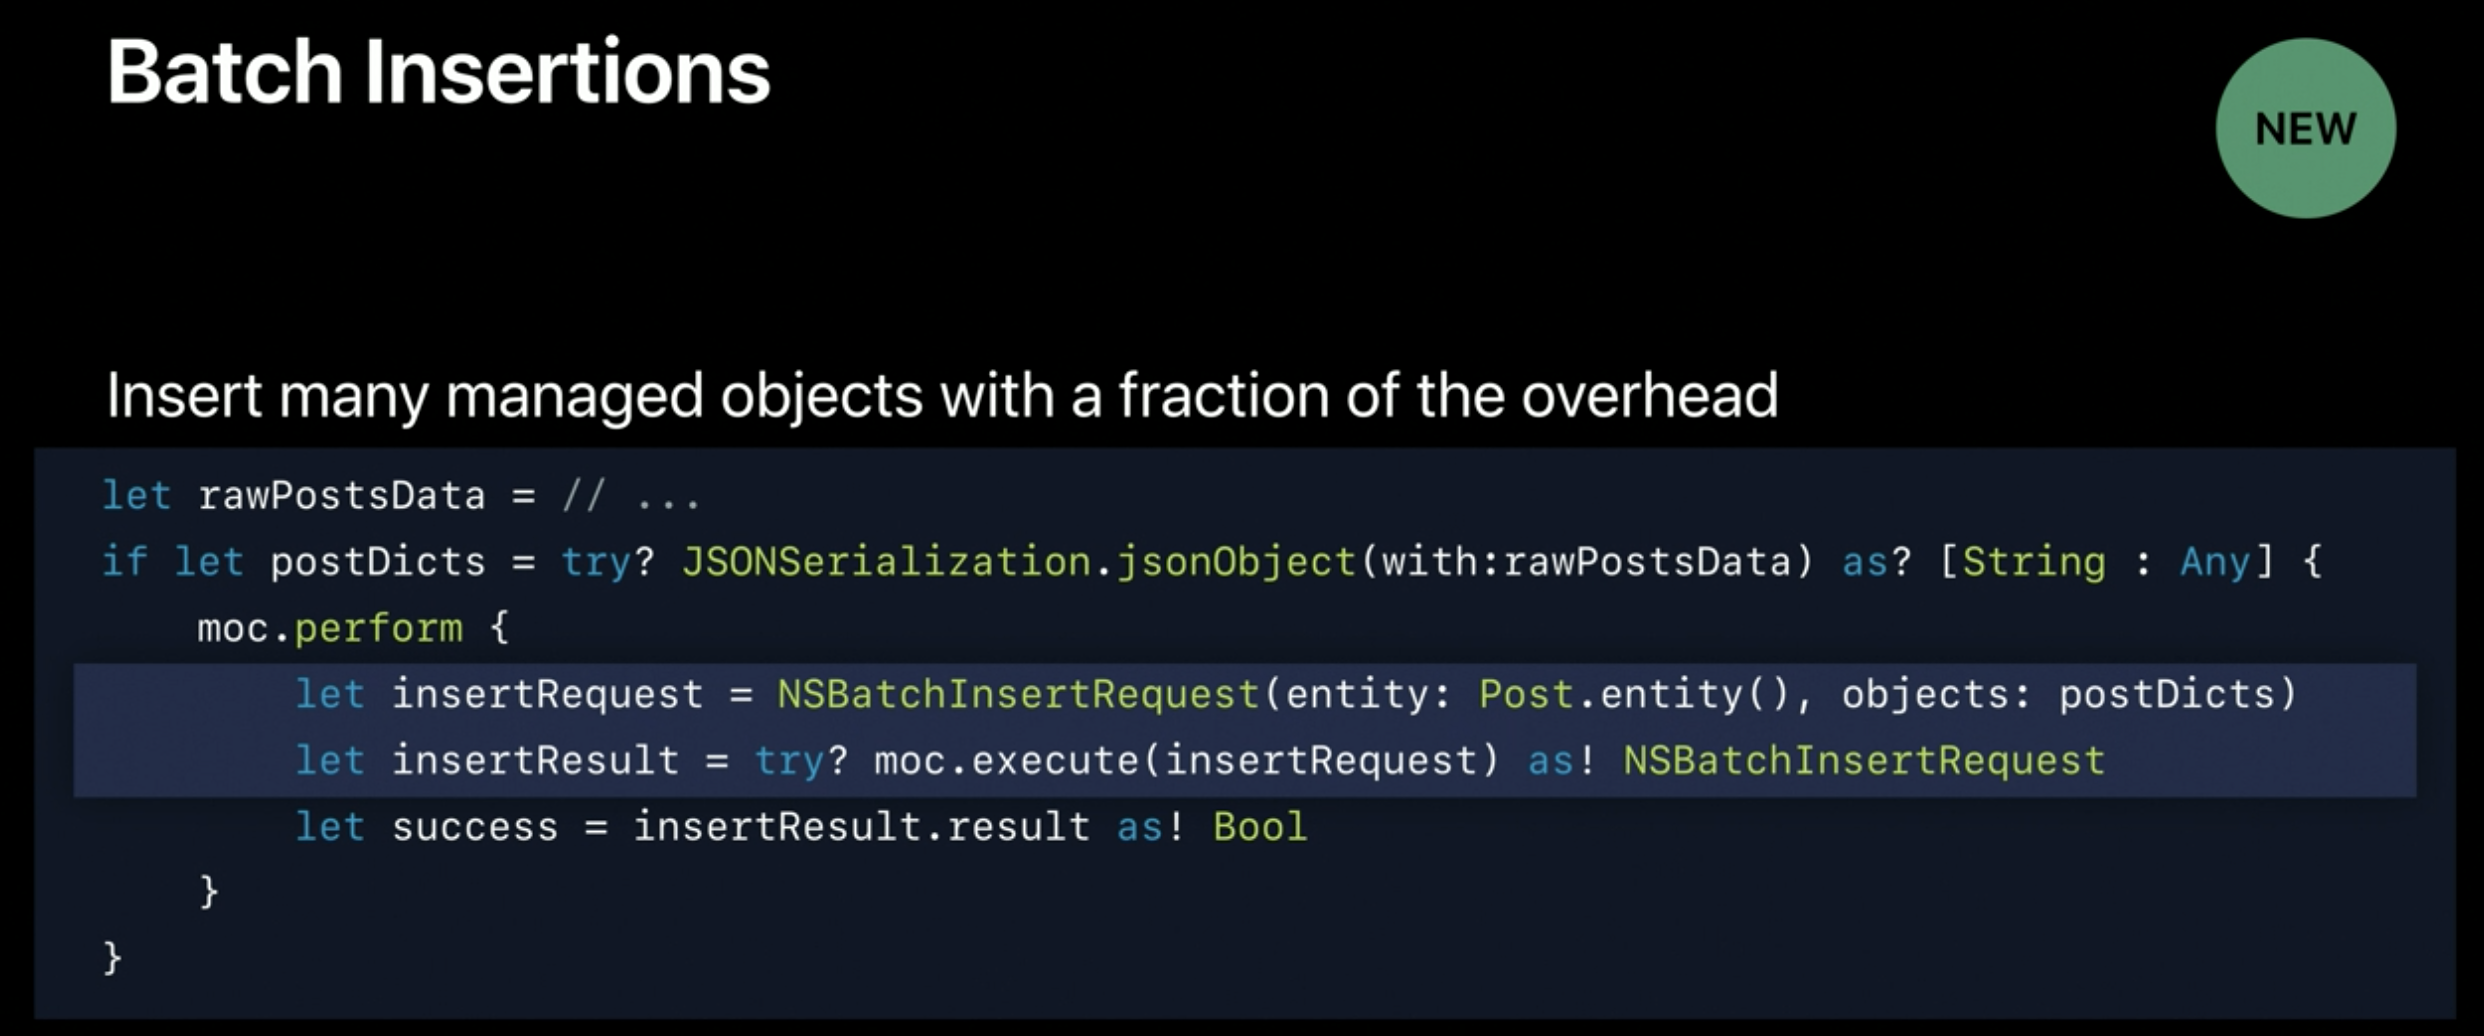 Batch Insertions
NEW
Insert many managed objects with a fraction of the overhead
let rawPostsData = // ...
if let postDicts = try? JSONSerialization.jsonObject(with:rawPostsData) as? [String : Any] {
    moc.perform {
        let insertRequest = NSBatchInsertRequest(entity: Post.entity(), objects: postDicts)
        let insertResult = try? moc.execute(insertRequest) as! NSBatchInsertRequest
        let success = insertResult.result as! Bool
    }
}